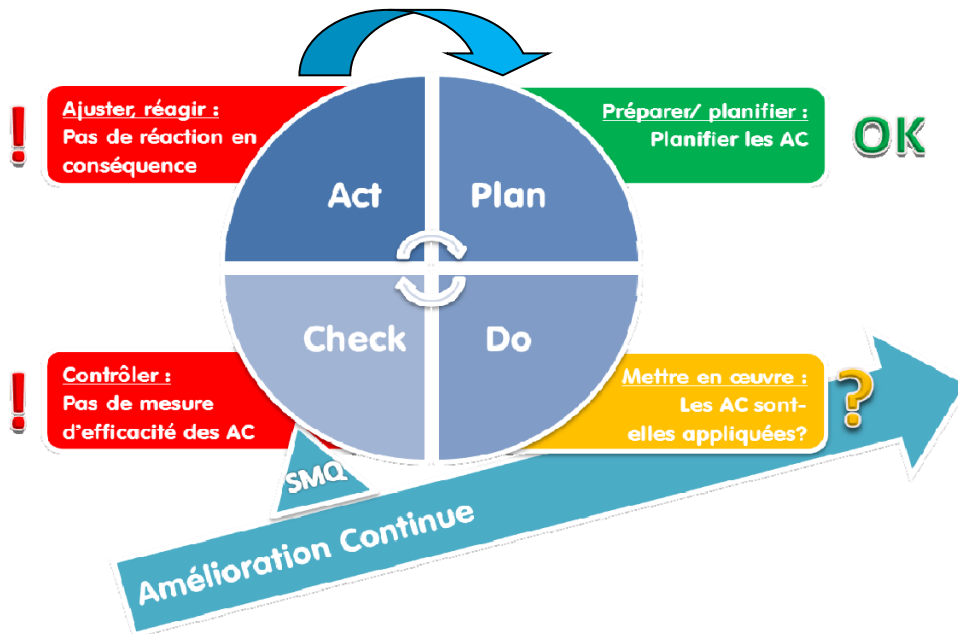 !
Ajuster, réagir :
Pas de réaction en
conséquence
Préparer/ planifier :
Planifier les AC
OK
Act
Plan
Check
Do
!
Contrôler :
Pas de mesure
d'efficacité des AC
Mettre en œuvre :
Les AC sont-
elles appliquées?
?
SMQ
Amélioration Continue